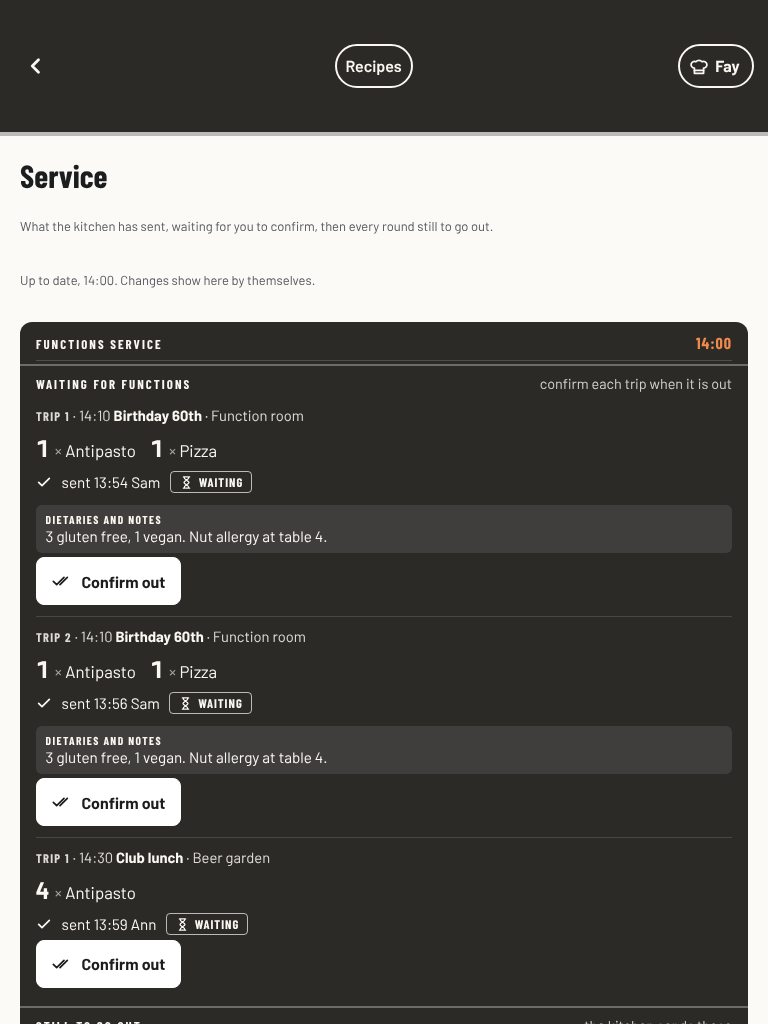 Recipes
Fay
Service
What the kitchen has sent, waiting for you to confirm, then every round still to go out.
Up to date, 14:00. Changes show here by themselves.
FUNCTIONS SERVICE 14:00
WAITING FOR FUNCTIONS confirm each trip when it is out
TRIP 1 · 14:10 Birthday 60th · Function room
1 × Antipasto 1 × Pizza
sent 13:54 Sam WAITING
DIETARIES AND NOTES
3 gluten free, 1 vegan. Nut allergy at table 4.
Confirm out
TRIP 2 · 14:10 Birthday 60th · Function room
1 × Antipasto 1 × Pizza
sent 13:56 Sam WAITING
DIETARIES AND NOTES
3 gluten free, 1 vegan. Nut allergy at table 4.
Confirm out
TRIP 1 · 14:30 Club lunch · Beer garden
4 × Antipasto
sent 13:59 Ann WAITING
Confirm out